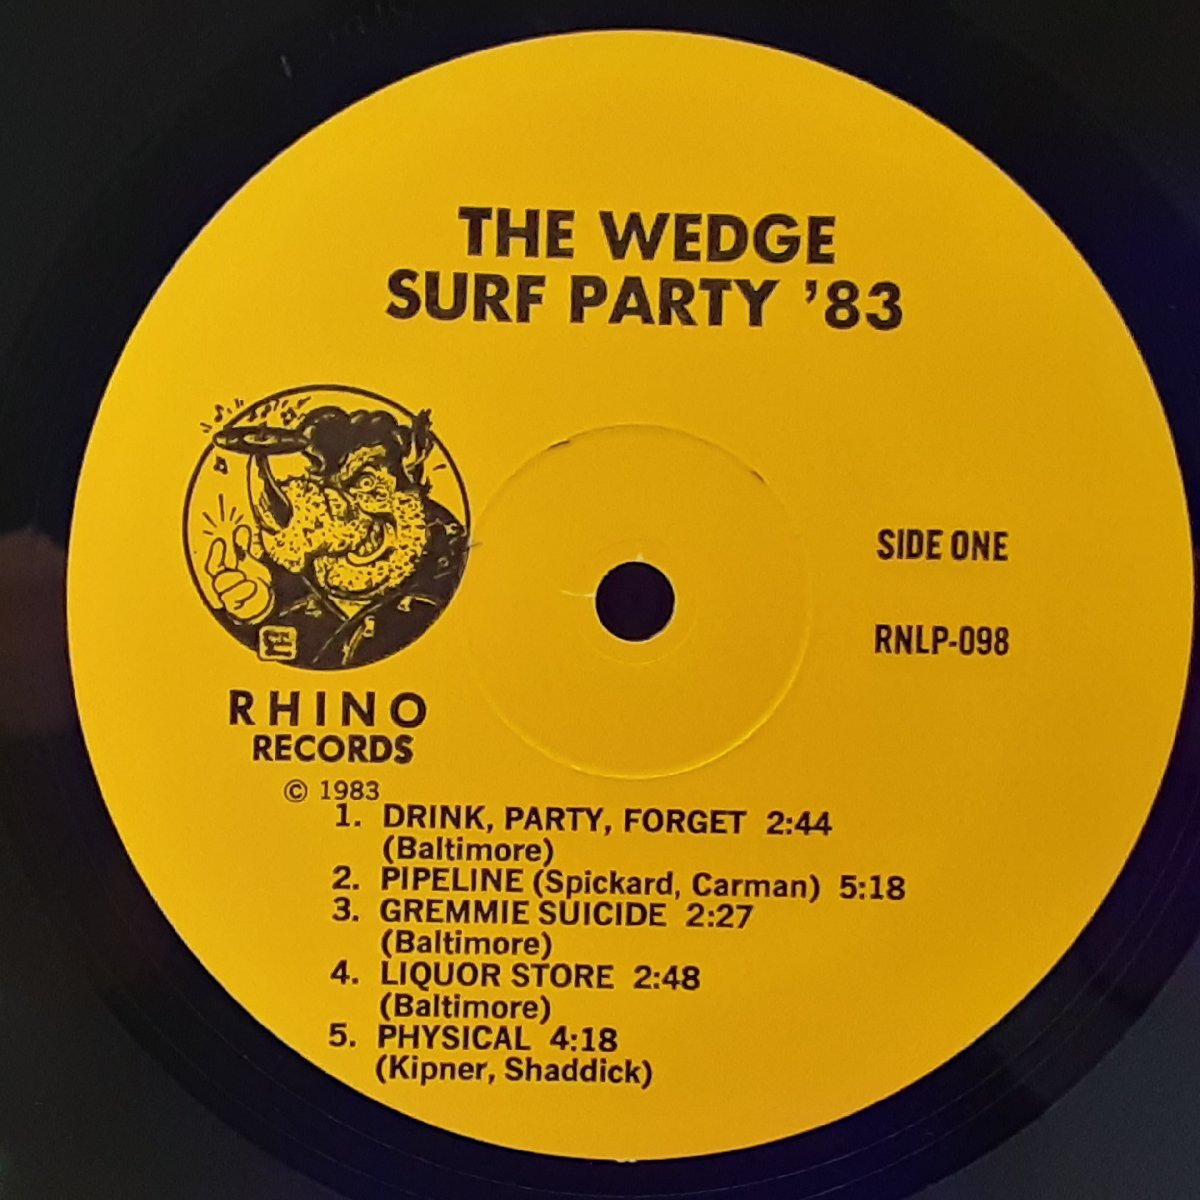 THE WEDGE
SURF PARTY '83
SIDE ONE
RNLP-098
RHINO
RECORDS
© 1983
1. DRINK, PARTY, FORGET 2:44
(Baltimore)
2. PIPELINE (Spickard, Carman) 5:18
3. GREMMIE SUICIDE 2:27
(Baltimore)
4. LIQUOR STORE 2:48
(Baltimore)
5. PHYSICAL 4:18
(Kipner, Shaddick)